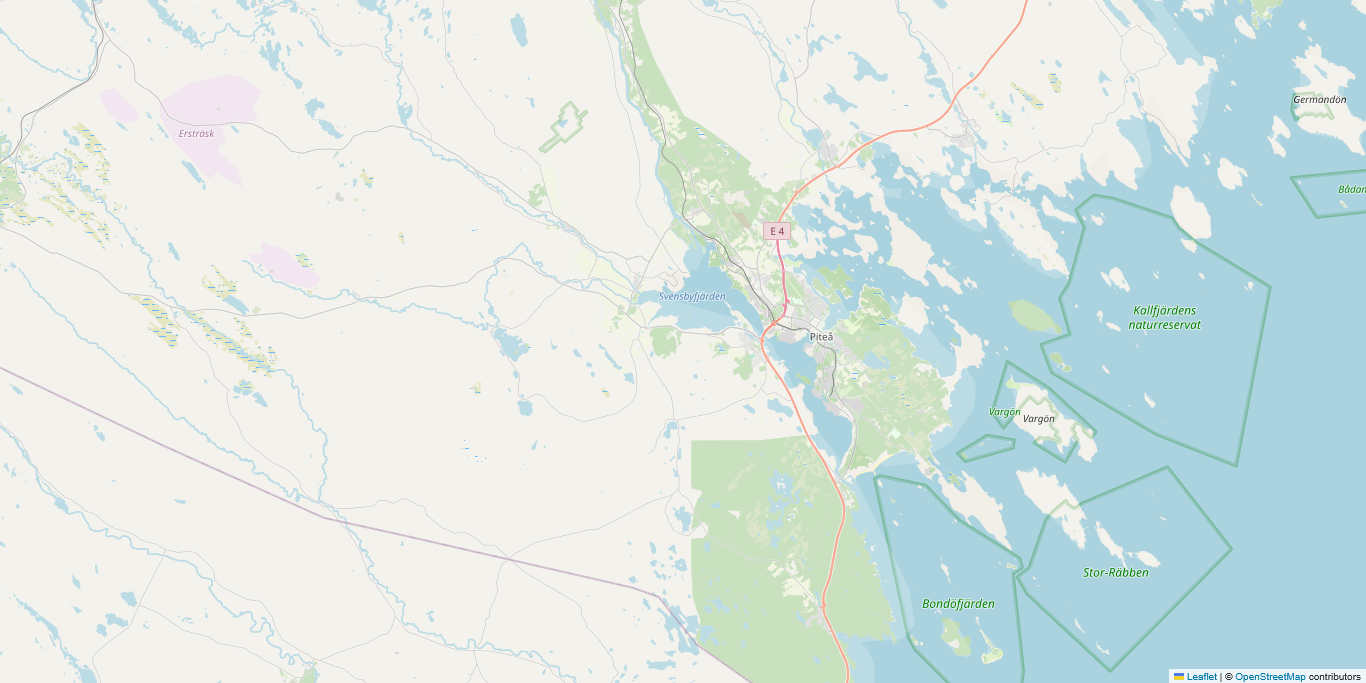 Germandön
Ersträsk
Bådan
E 4
Svensbyfjärden
Kallfjärdens
naturreservat
Piteå
Vargön
Vargön
Stor-Räbben
Bondöfjärden
Leaflet | © OpenStreetMap contributors